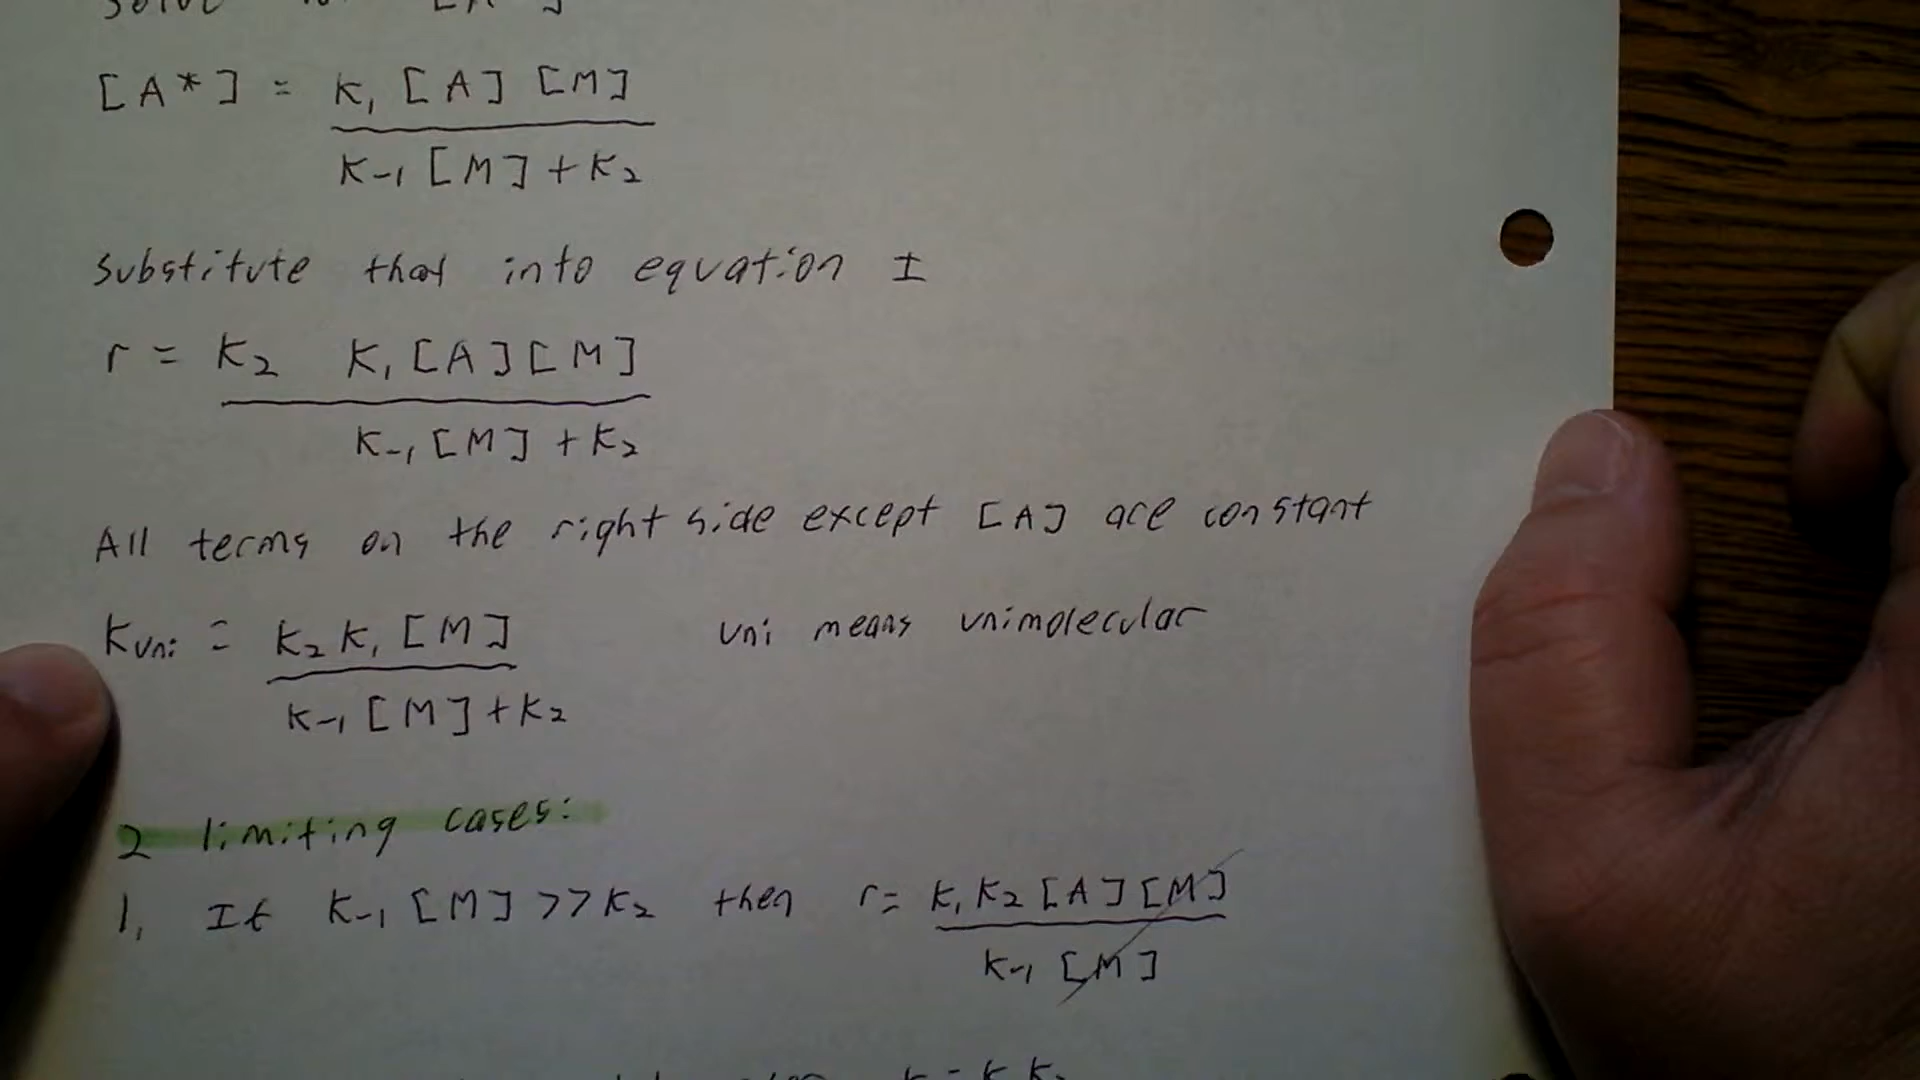 [A*] = K₁ [A] [M]
K₋₁ [M] + K₂
Substitute that into equation I
r = K₂ K₁ [A] [M]
K₋₁ [M] + K₂
All terms on the right side except [A] are constant
Kuni = K₂ K₁ [M] uni means unimolecular
K₋₁ [M] + K₂
2 limiting cases:
1. If K₋₁ [M] >> K₂ then r = K₁ K₂ [A] [M]
K₋₁ [M]